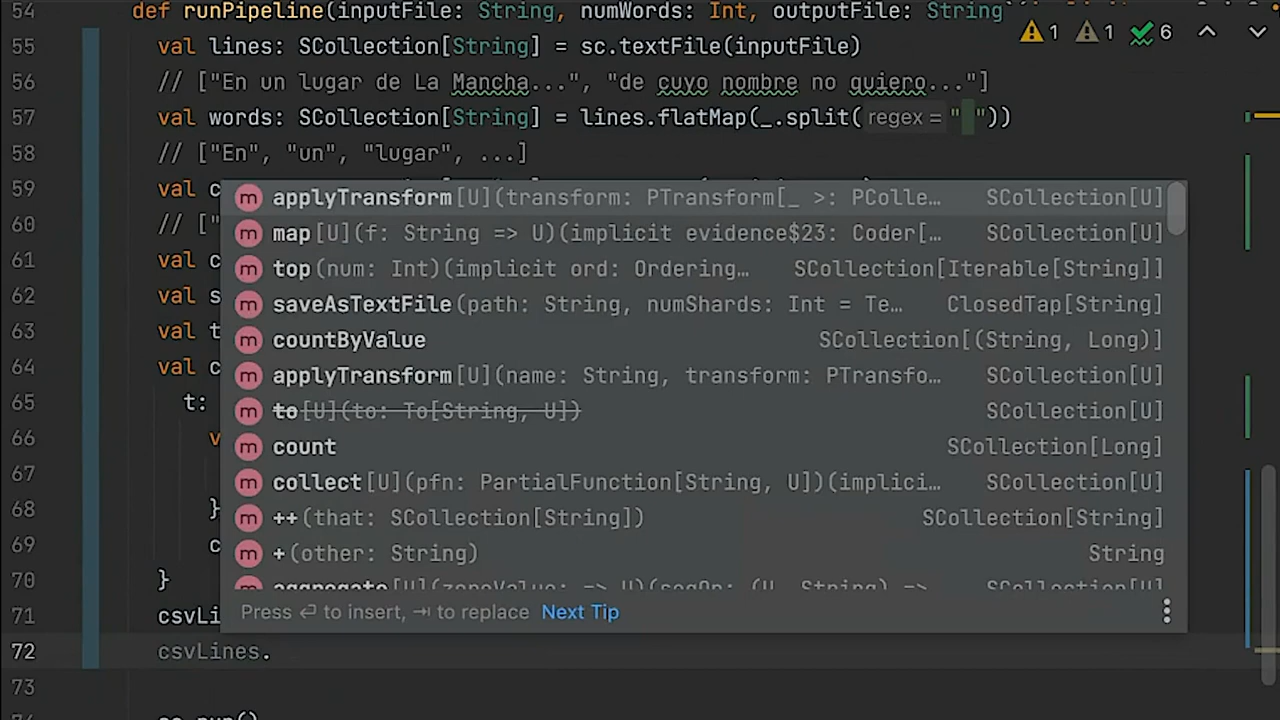 54 def runPipeline(inputFile: String, numWords: Int, outputFile: String
1 1 6
55 val lines: SCollection[String] = sc.textFile(inputFile)
56 // ["En un lugar de La Mancha...", "de cuyo nombre no quiero..."]
57 val words: SCollection[String] = lines.flatMap(_.split( regex = " "))
58 // ["En", "un", "lugar", ...]
59 val c
60 // ["
61 val c
62 val s
63 val t
64 val c
65 t:
66 v
67
68 }
69 c
70 }
71 csvLi
72 csvLines.
73
m applyTransform[U](transform: PTransform[_ >: PColle... SCollection[U]
m map[U](f: String => U)(implicit evidence$23: Coder[... SCollection[U]
m top(num: Int)(implicit ord: Ordering... SCollection[Iterable[String]]
m saveAsTextFile(path: String, numShards: Int = Te... ClosedTap[String]
m countByValue SCollection[(String, Long)]
m applyTransform[U](name: String, transform: PTransfo... SCollection[U]
m to[U](to: To[String, U]) SCollection[U]
m count SCollection[Long]
m collect[U](pfn: PartialFunction[String, U])(implici... SCollection[U]
m ++(that: SCollection[String]) SCollection[String]
m +(other: String) String
m aggregate[U](zeroValue: => U)(seqOp: (U, String) => SCollection[U]
Press ⏎ to insert, ⇥ to replace Next Tip